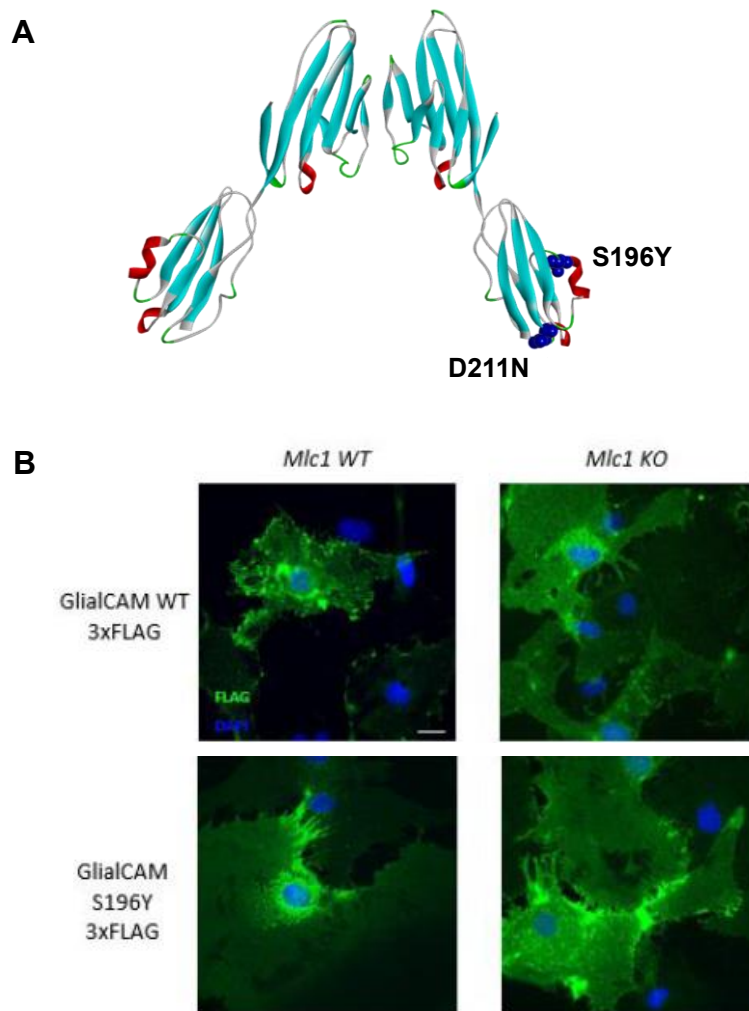 A
S196Y
D211N
B
Mlc1 WT
Mlc1 KO
GlialCAM WT
3xFLAG
FLAG
DAPI
GlialCAM
S196Y
3xFLAG